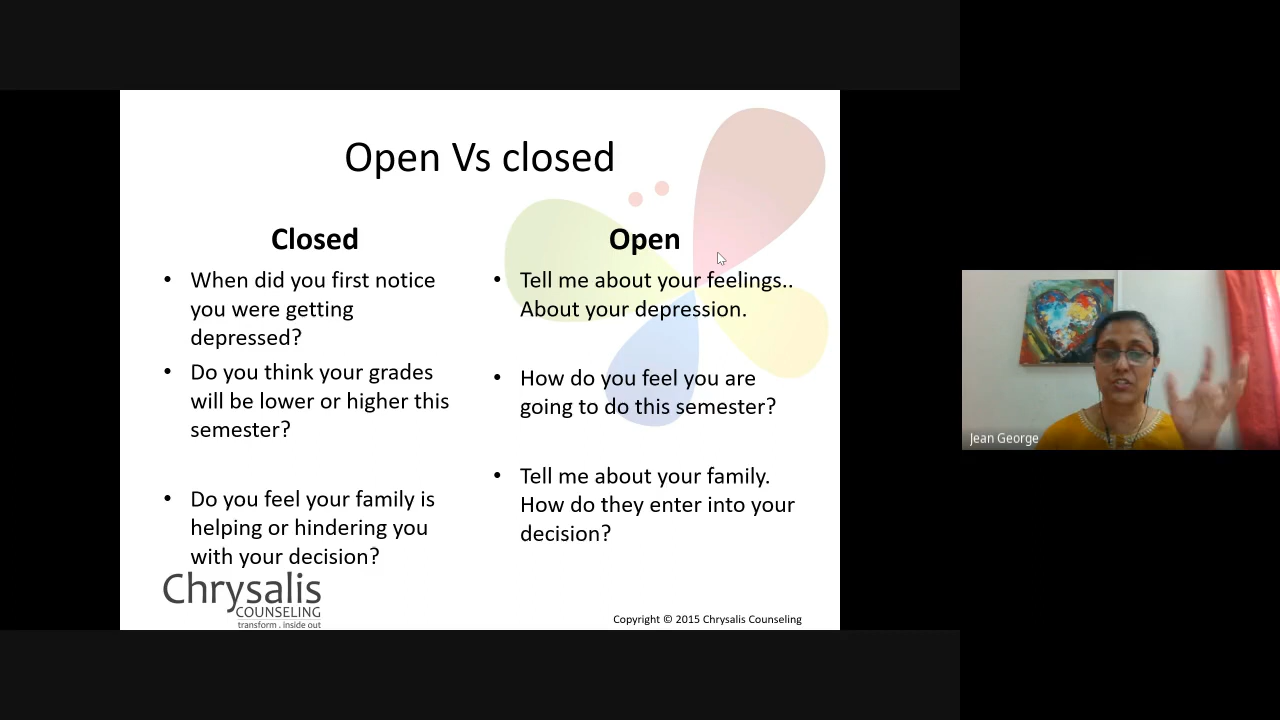 Open Vs closed
Closed
• When did you first notice
you were getting
depressed?
• Do you think your grades
will be lower or higher this
semester?
• Do you feel your family is
helping or hindering you
with your decision?
Open
• Tell me about your feelings..
About your depression.
• How do you feel you are
going to do this semester?
• Tell me about your family.
How do they enter into your
decision?
Chrysalis
COUNSELING
transform . inside out
Copyright © 2015 Chrysalis Counseling
Jean George